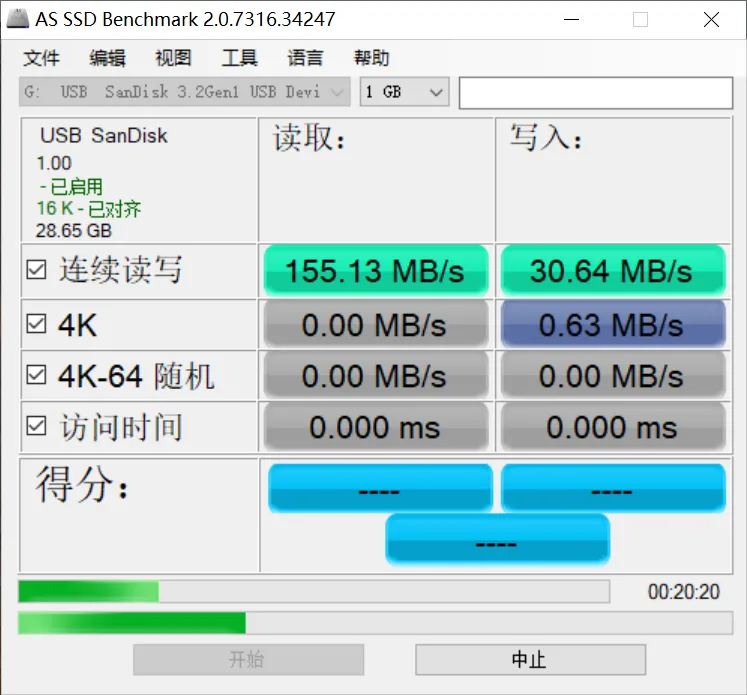 AS SSD Benchmark 2.0.7316.34247
文件 编辑 视图 工具 语言 帮助
G: USB SanDisk 3.2Gen1 USB Devi 1 GB
USB SanDisk
1.00
- 已启用
16 K - 已对齐
28.65 GB
读取: 写入:
连续读写 155.13 MB/s 30.64 MB/s
4K 0.00 MB/s 0.63 MB/s
4K-64 随机 0.00 MB/s 0.00 MB/s
访问时间 0.000 ms 0.000 ms
得分: ---- ----
----
00:20:20
开始 中止